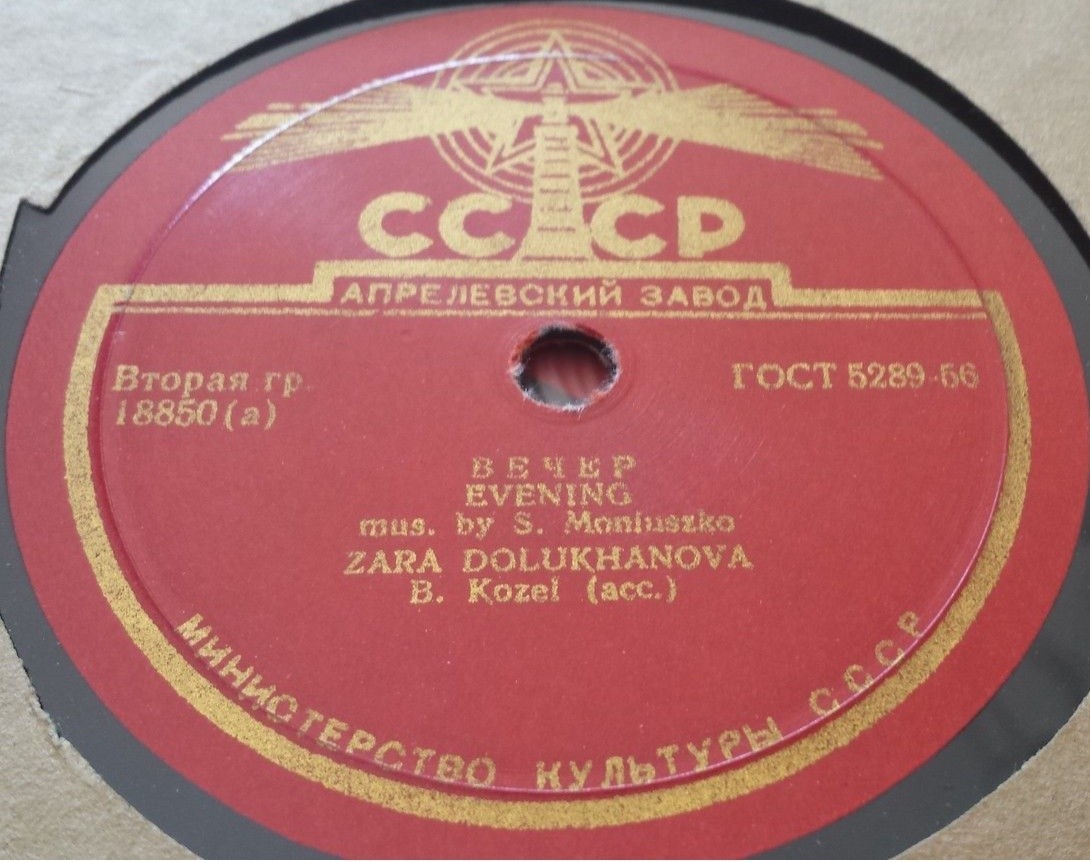 СССР
АПРЕЛЕВСКИЙ ЗАВОД
Вторая гр.
18850(а)
ГОСТ 5289-56
ВЕЧЕР
EVENING
mus. by S. Moniuszko
ZARA DOLUKHANOVA
B. Kozel (acc.)
МИНИСТЕРСТВО КУЛЬТУРЫ СССР